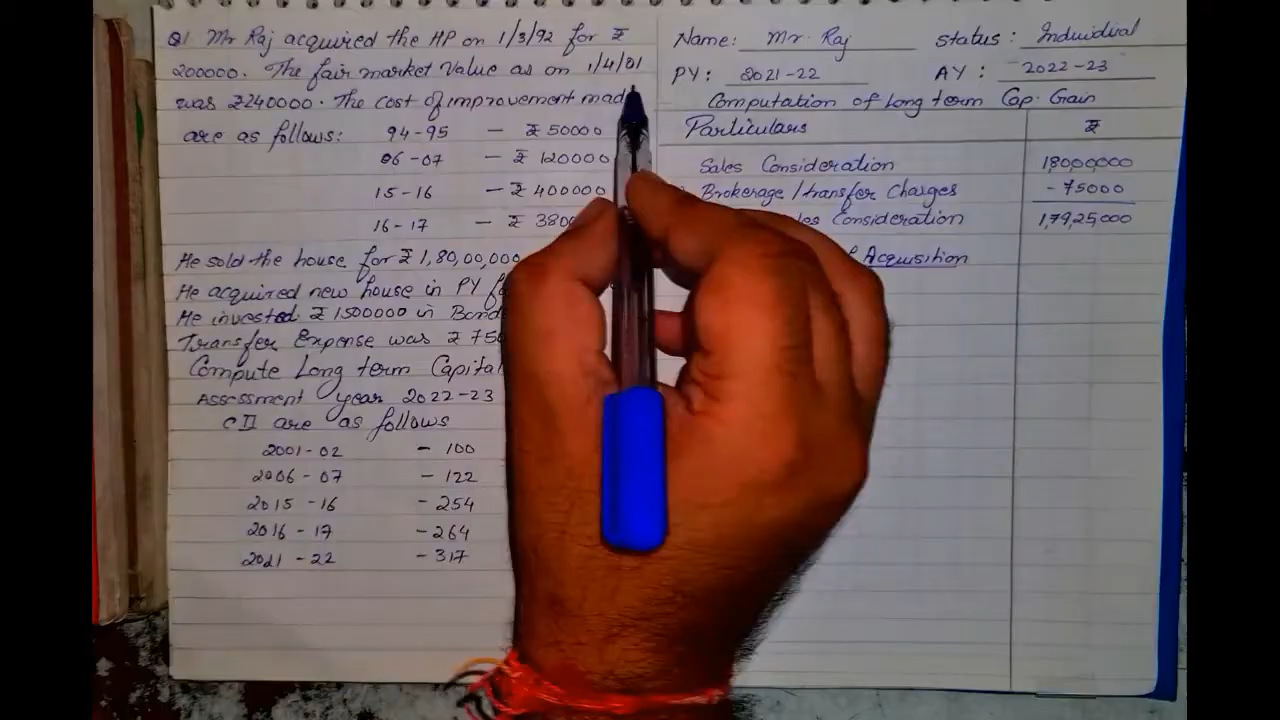 Q1 Mr Raj acquired the HP on 1/3/92 for ₹
200000. The fair market Value as on 1/4/01
was ₹240000. The cost of improvement mad
are as follows:
94-95 - ₹ 50000
06-07 - ₹ 120000
15-16 - ₹ 400000
16-17 - ₹ 380
He sold the house for ₹ 1,80,00,000
He acquired new house in PY
He invested ₹ 1500000 in Bond
Transfer Expense was ₹ 75
Compute Long term Capital
Assessment year 2022-23
CII are as follows
2001-02 - 100
2006-07 - 122
2015-16 - 254
2016-17 - 264
2021-22 - 317
Name: Mr. Raj Status: Individual
PY: 2021-22 AY: 2022-23
Computation of Long term Cap. Gain
Particulars ₹
Sales Consideration 18000000
Brokerage/transfer Charges - 75000
les Consideration 1,79,25,000
Acquisition